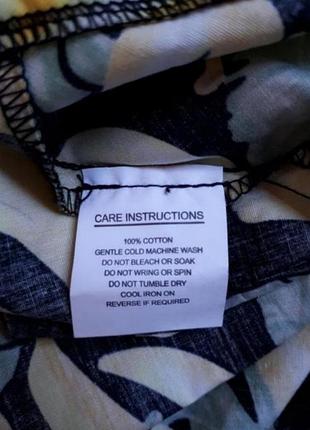 CARE INSTRUCTIONS
100% COTTON
GENTLE COLD MACHINE WASH
DO NOT BLEACH OR SOAK
DO NOT WRING OR SPIN
DO NOT TUMBLE DRY
COOL IRON ON
REVERSE IF REQUIRED